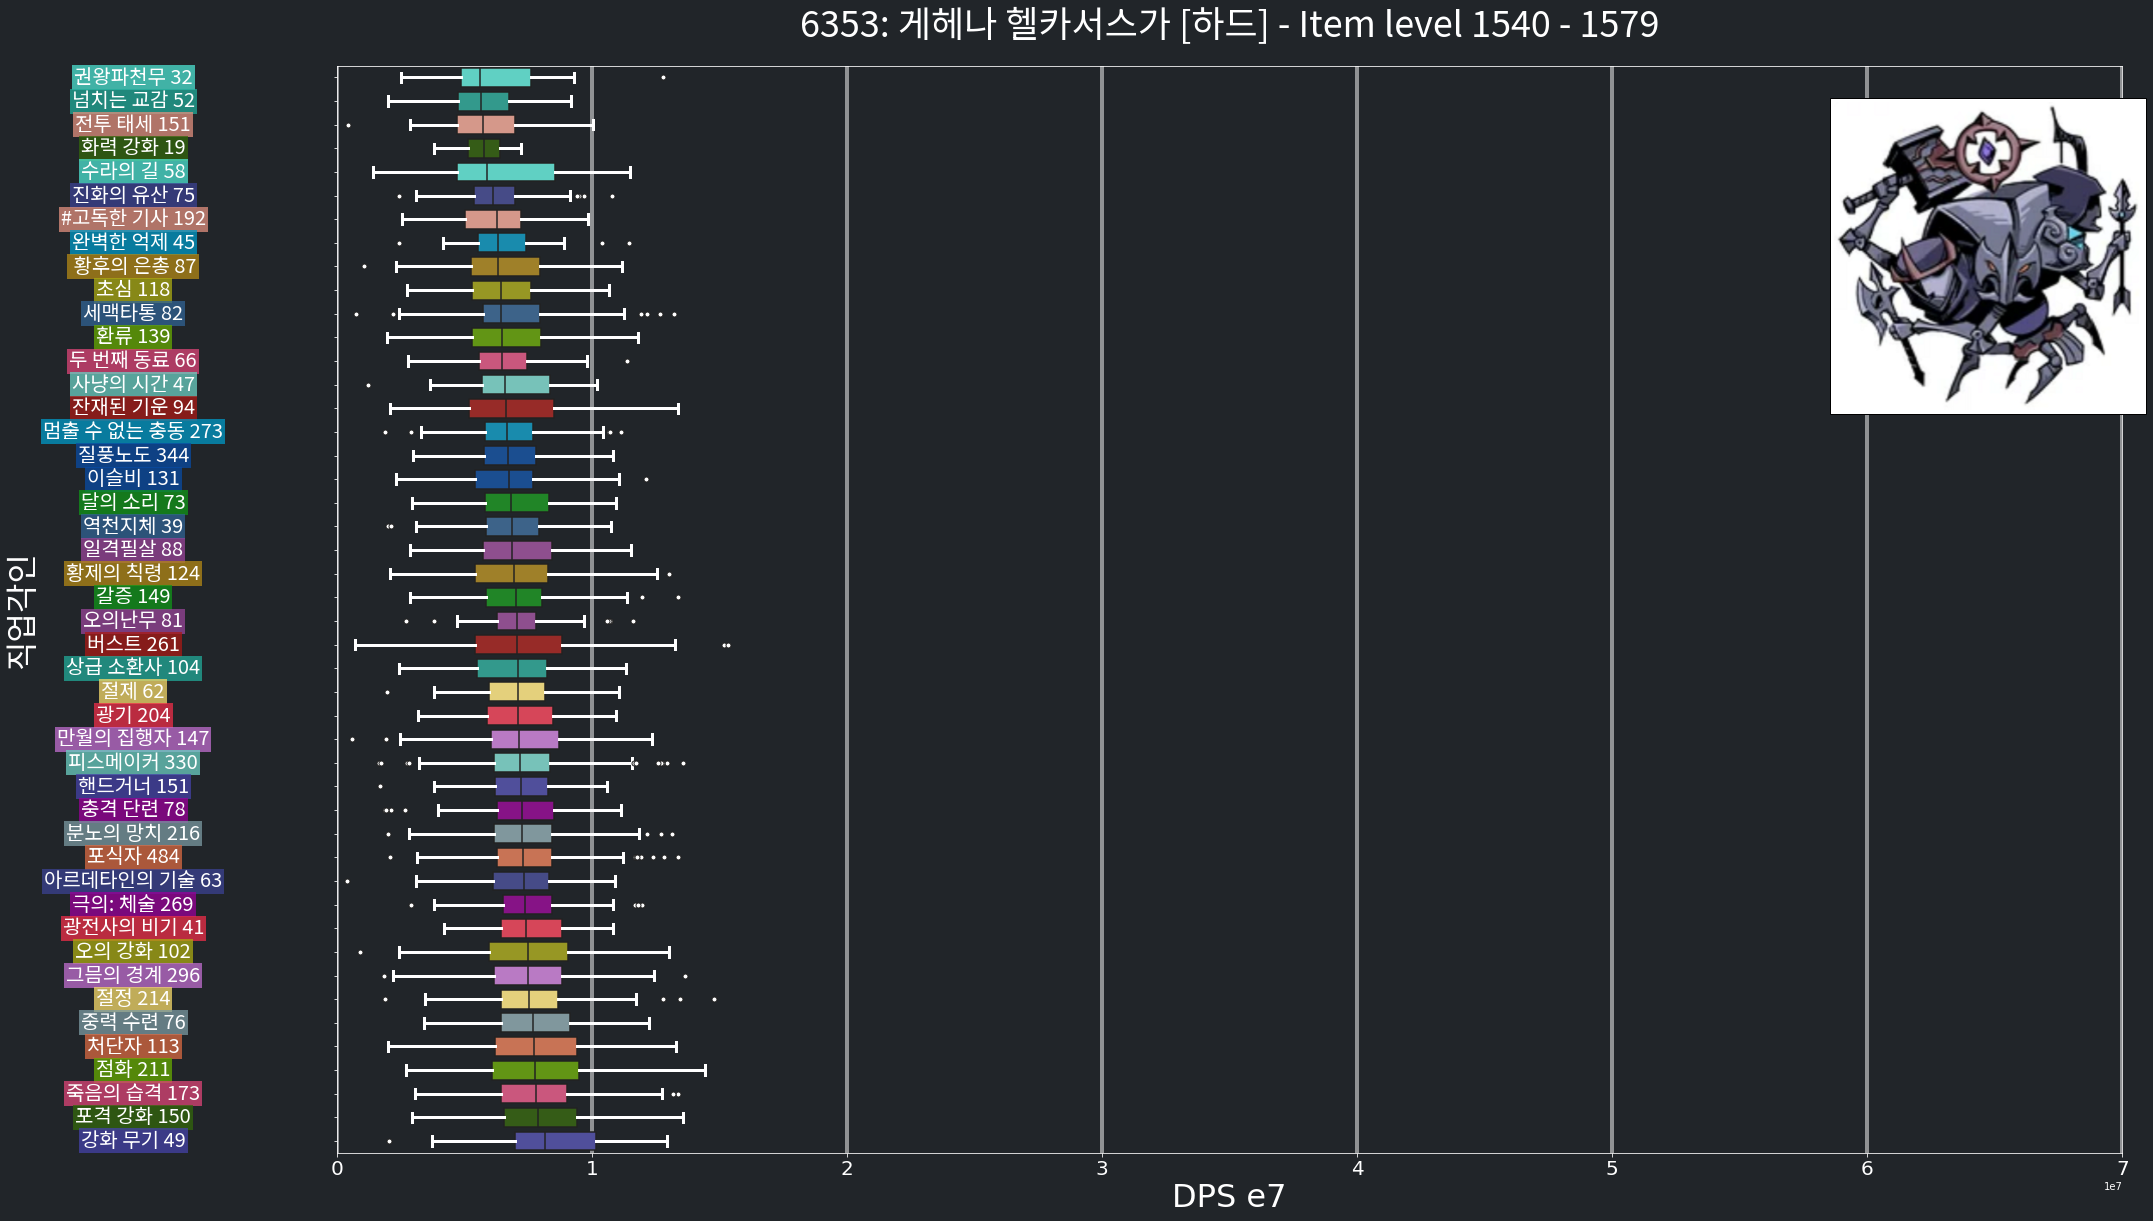 6353: 게헤나 헬카서스가 [하드] - Item level 1540 - 1579
권왕파천무 32
넘치는 교감 52
전투 태세 151
화력 강화 19
수라의 길 58
진화의 유산 75
#고독한 기사 192
완벽한 억제 45
황후의 은총 87
초심 118
세맥타통 82
환류 139
두 번째 동료 66
사냥의 시간 47
잔재된 기운 94
멈출 수 없는 충동 273
질풍노도 344
이슬비 131
달의 소리 73
역천지체 39
일격필살 88
황제의 칙령 124
갈증 149
오의난무 81
버스트 261
상급 소환사 104
절제 62
광기 204
만월의 집행자 147
피스메이커 330
핸드거너 151
충격 단련 78
분노의 망치 216
포식자 484
아르데타인의 기술 63
극의: 체술 269
광전사의 비기 41
오의 강화 102
그믐의 경계 296
절정 214
중력 수련 76
처단자 113
점화 211
죽음의 습격 173
포격 강화 150
강화 무기 49
직업각인
0 1 2 3 4 5 6 7
1e7
DPS e7